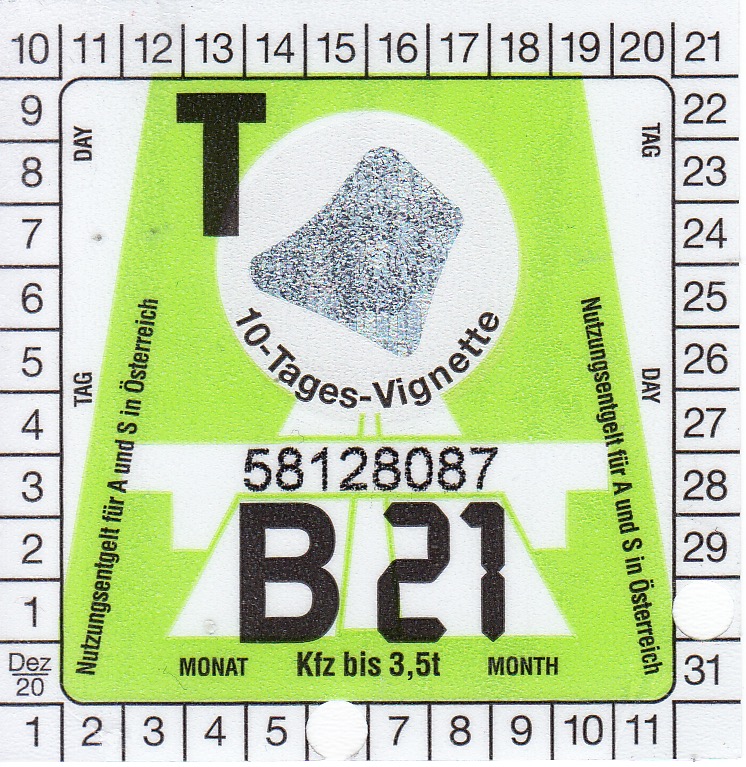 10 11 12 13 14 15 16 17 18 19 20 21
9 22
8 23
7 24
6 25
5 26
4 27
3 28
2 29
1
Dez
20
31
1 2 3 4 5 7 8 9 10 11
DAY
TAG
T
TAG
DAY
10-Tages-Vignette
Nutzungsentgelt für A und S in Österreich
Nutzungsentgelt für A und S in Österreich
58128087
B 21
MONAT Kfz bis 3,5t MONTH